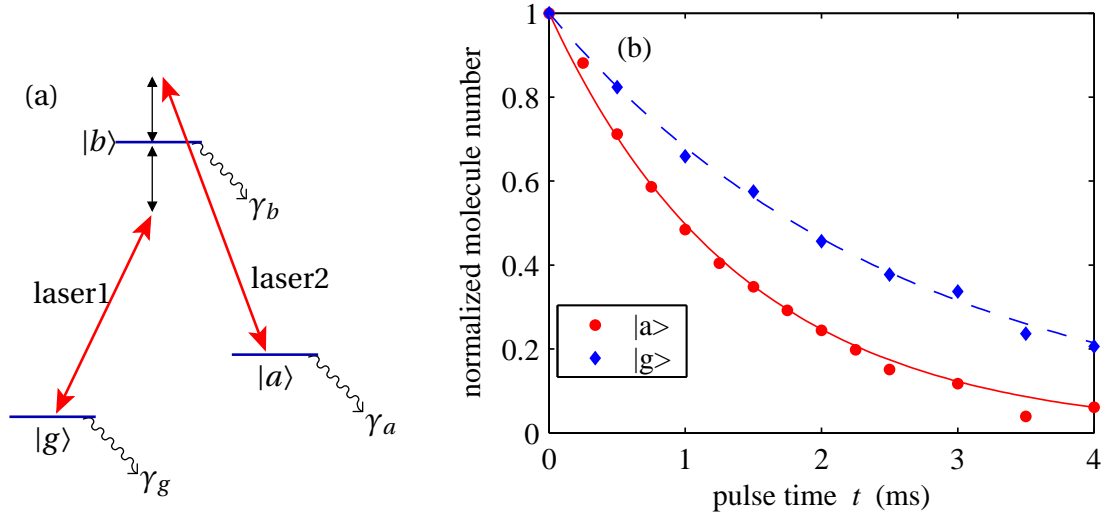 (a)
|b⟩
γb
laser1
laser2
|a⟩
γa
|g⟩
γg
(b)
normalized molecule number
1
0.8
0.6
0.4
0.2
0
|a>
|g>
0
1
2
3
4
pulse time t (ms)